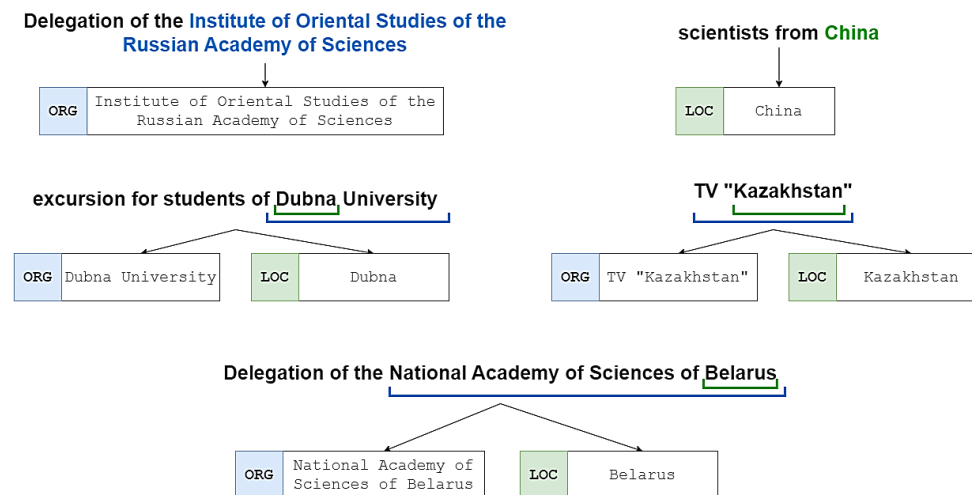 Delegation of the Institute of Oriental Studies of the
Russian Academy of Sciences
ORG
Institute of Oriental Studies of the
Russian Academy of Sciences
scientists from China
LOC
China
excursion for students of Dubna University
ORG
Dubna University
LOC
Dubna
TV "Kazakhstan"
ORG
TV "Kazakhstan"
LOC
Kazakhstan
Delegation of the National Academy of Sciences of Belarus
ORG
National Academy of
Sciences of Belarus
LOC
Belarus